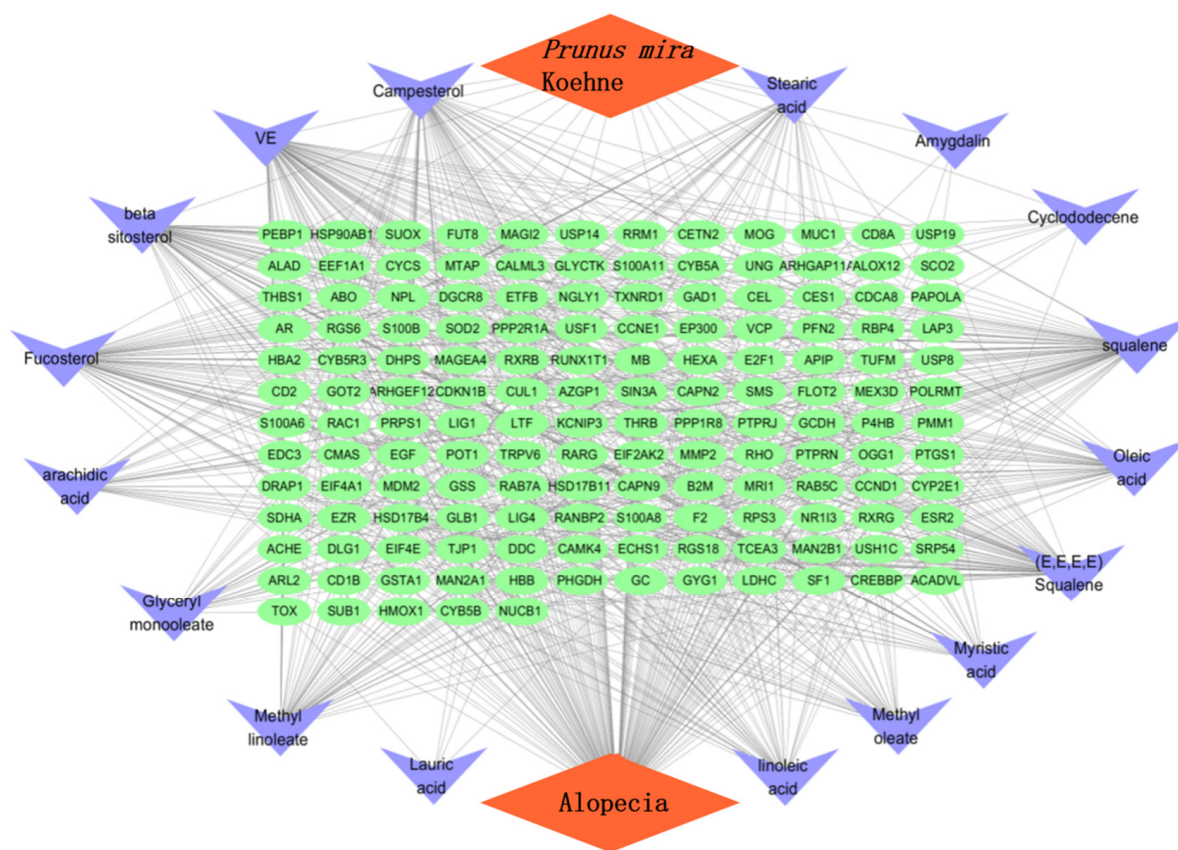 Prunus mira
Koehne
Campesterol
Stearic
acid
VE
Amygdalin
beta
sitosterol
Cyclododecene
PEBP1 HSP90AB1 SUOX FUT8 MAGI2 USP14 RRM1 CETN2 MOG MUC1 CD8A USP19
ALAD EEF1A1 CYCS MTAP CALML3 GLYCTK S100A11 CYB5A UNG ARHGAP11A ALOX12 SCO2
THBS1 ABO NPL DGCR8 ETFB NGLY1 TXNRD1 GAD1 CEL CES1 CDCA8 PAPOLA
AR RGS6 S100B SOD2 PPP2R1A USF1 CCNE1 EP300 VCP PFN2 RBP4 LAP3
Fucosterol
squalene
HBA2 CYB5R3 DHPS MAGEA4 RXRB RUNX1T1 MB HEXA E2F1 APIP TUFM USP8
CD2 GOT2 ARHGEF12 CDKN1B CUL1 AZGP1 SIN3A CAPN2 SMS FLOT2 MEX3D POLRMT
S100A6 RAC1 PRPS1 LIG1 LTF KCNIP3 THRB PPP1R8 PTPRJ GCDH P4HB PMM1
EDC3 CMAS EGF POT1 TRPV6 RARG EIF2AK2 MMP2 RHO PTPRN OGG1 PTGS1
arachidic
acid
Oleic
acid
DRAP1 EIF4A1 MDM2 GSS RAB7A HSD17B11 CAPN9 B2M MRI1 RAB5C CCND1 CYP2E1
SDHA EZR HSD17B4 GLB1 LIG4 RANBP2 S100A8 F2 RPS3 NR1I3 RXRG ESR2
ACHE DLG1 EIF4E TJP1 DDC CAMK4 ECHS1 RGS18 TCEA3 MAN2B1 USH1C SRP54
(E,E,E,E)
Squalene
ARL2 CD1B GSTA1 MAN2A1 HBB PHGDH GC GYG1 LDHC SF1 CREBBP ACADVL
Glyceryl
monooleate
TOX SUB1 HMOX1 CYB5B NUCB1
Myristic
acid
Methyl
linoleate
Methyl
oleate
Lauric
acid
linoleic
acid
Alopecia